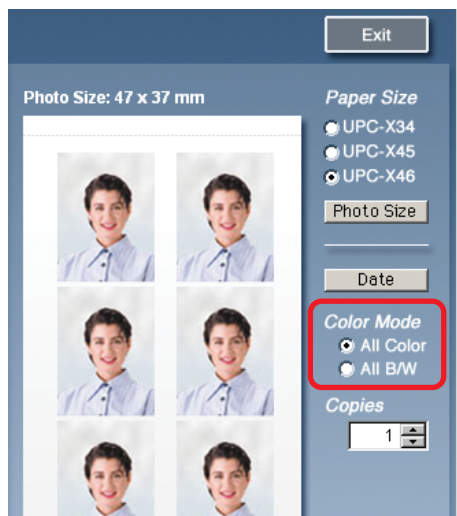 Exit
Photo Size: 47 x 37 mm
Paper Size
UPC-X34
UPC-X45
UPC-X46
Photo Size
Date
Color Mode
All Color
All B/W
Copies
1